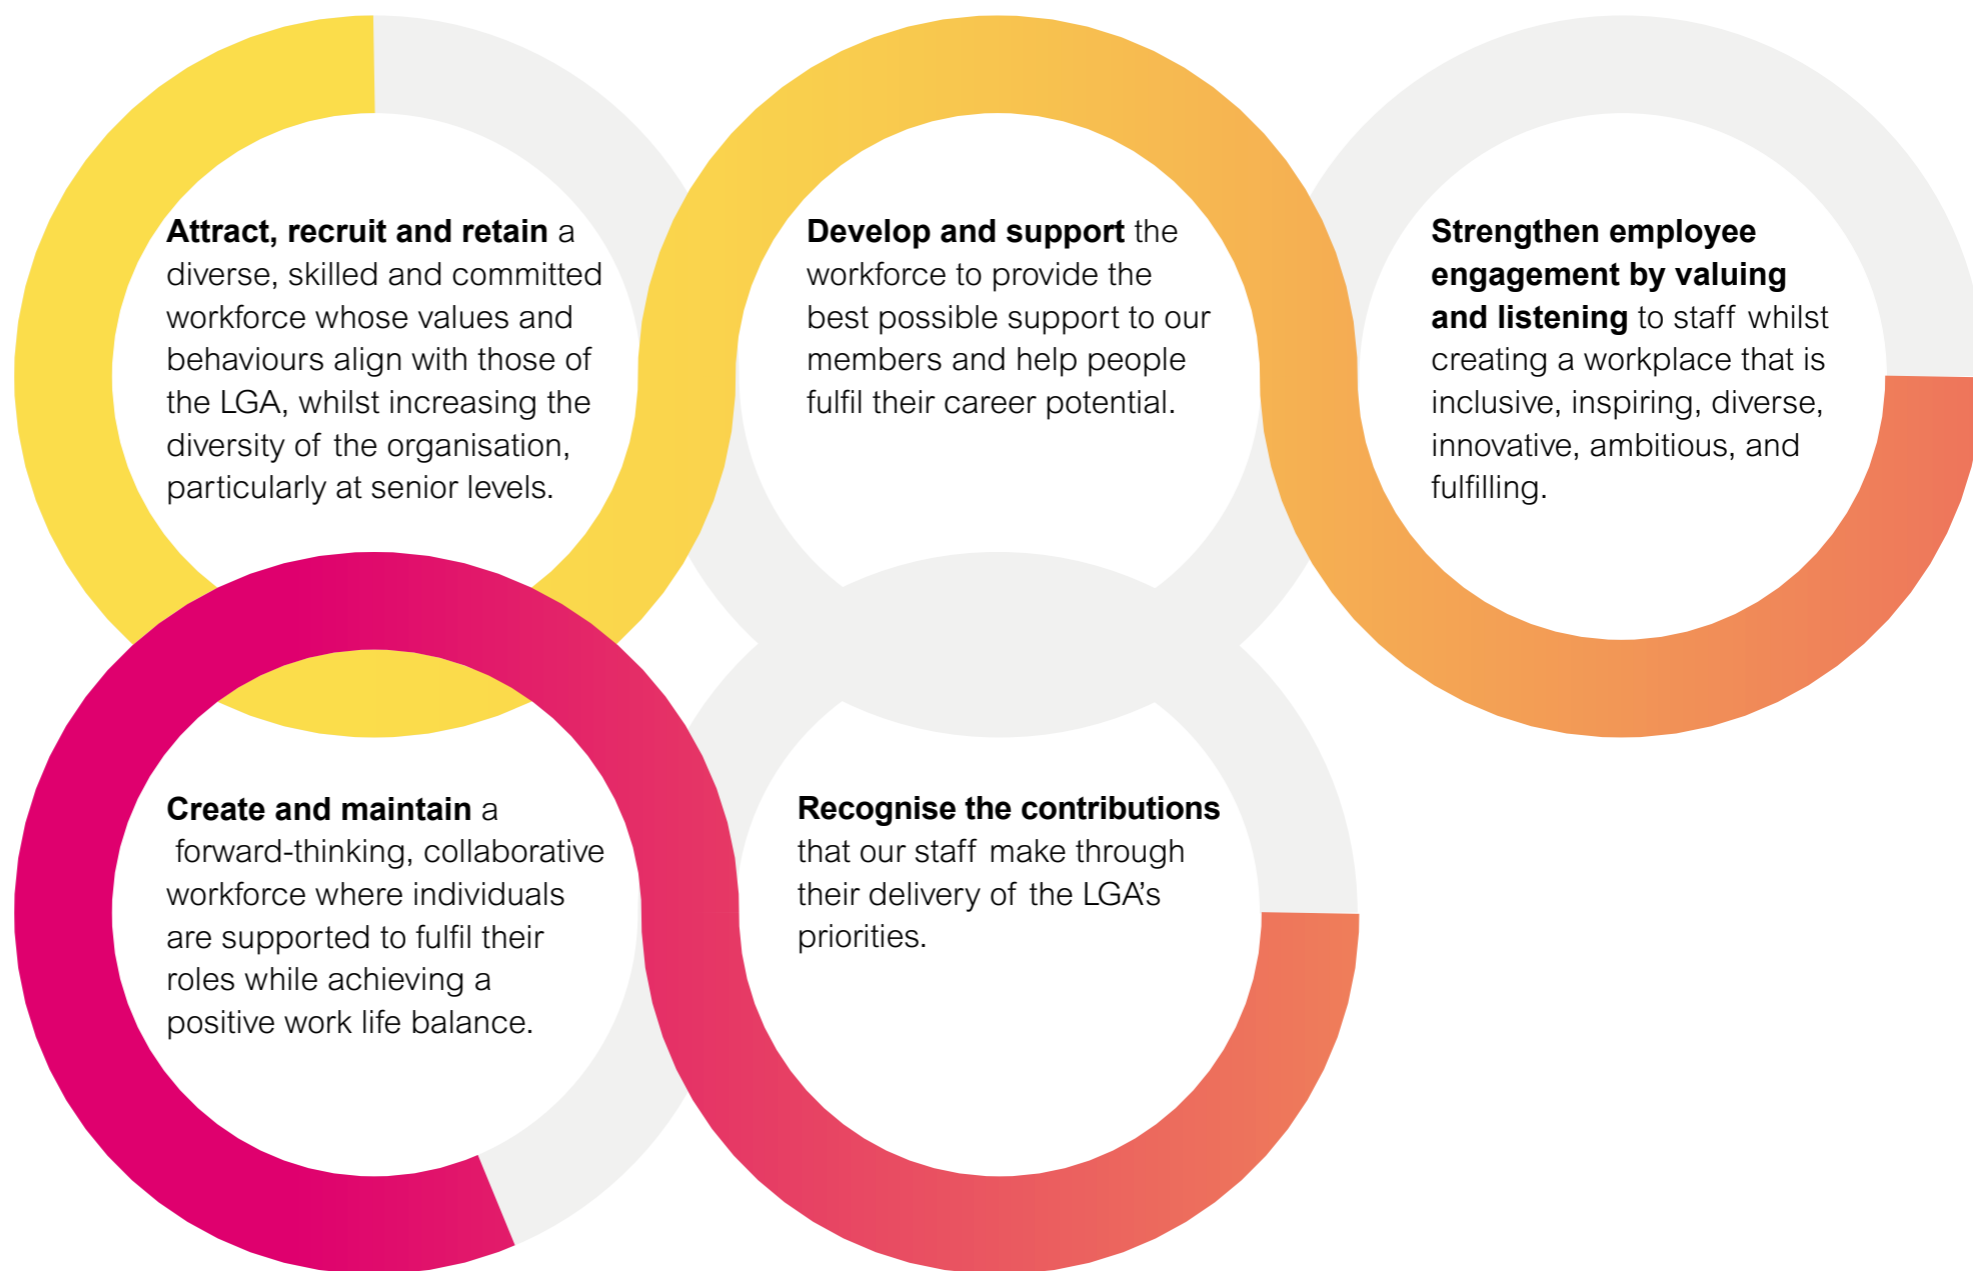 Attract, recruit and retain a
diverse, skilled and committed
workforce whose values and
behaviours align with those of
the LGA, whilst increasing the
diversity of the organisation,
particularly at senior levels.
Develop and support the
workforce to provide the
best possible support to our
members and help people
fulfil their career potential.
Strengthen employee
engagement by valuing
and listening to staff whilst
creating a workplace that is
inclusive, inspiring, diverse,
innovative, ambitious, and
fulfilling.
Create and maintain a
forward-thinking, collaborative
workforce where individuals
are supported to fulfil their
roles while achieving a
positive work life balance.
Recognise the contributions
that our staff make through
their delivery of the LGA’s
priorities.